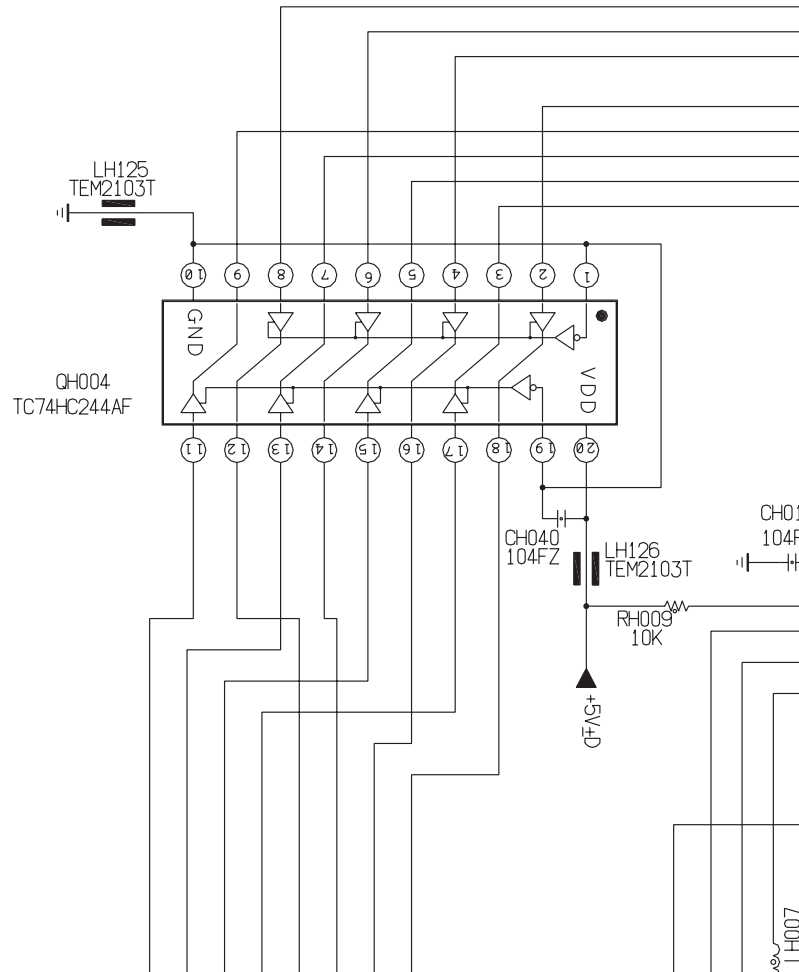 LH125
TEM2103T
10 9 8 7 6 5 4 3 2 1
GND
VDD
QH004
TC74HC244AF
11 12 13 14 15 16 17 18 19 20
CH040
104FZ
LH126
TEM2103T
CH01
104F
RH009
10K
+5V±D
LH007